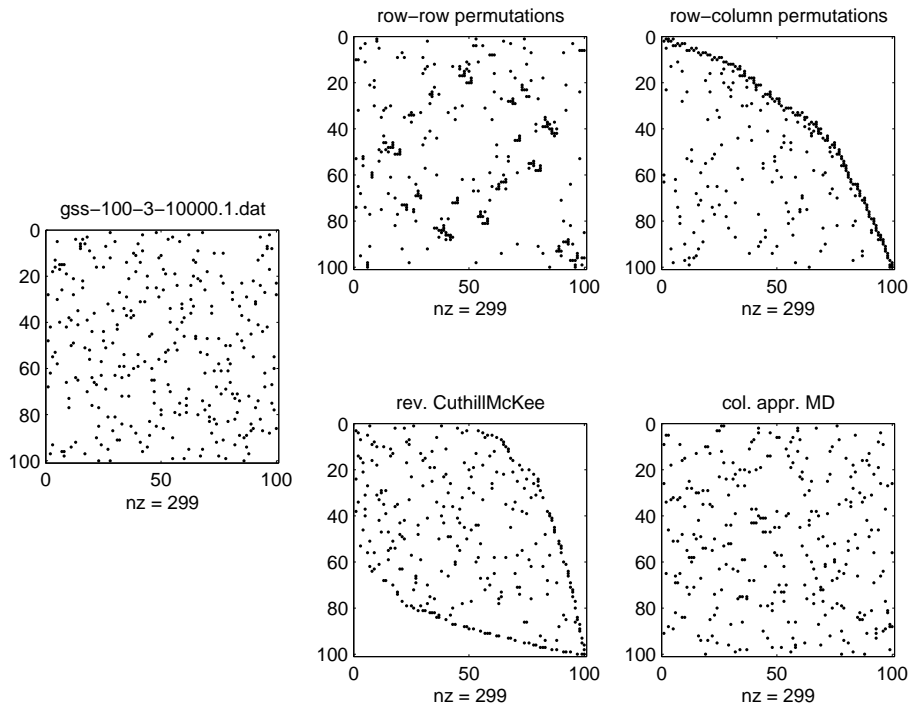 row−row permutations
0
20
40
60
80
100
0 50 100
nz = 299
row−column permutations
0
20
40
60
80
100
0 50 100
nz = 299
gss−100−3−10000.1.dat
0
20
40
60
80
100
0 50 100
nz = 299
rev. CuthillMcKee
0
20
40
60
80
100
0 50 100
nz = 299
col. appr. MD
0
20
40
60
80
100
0 50 100
nz = 299